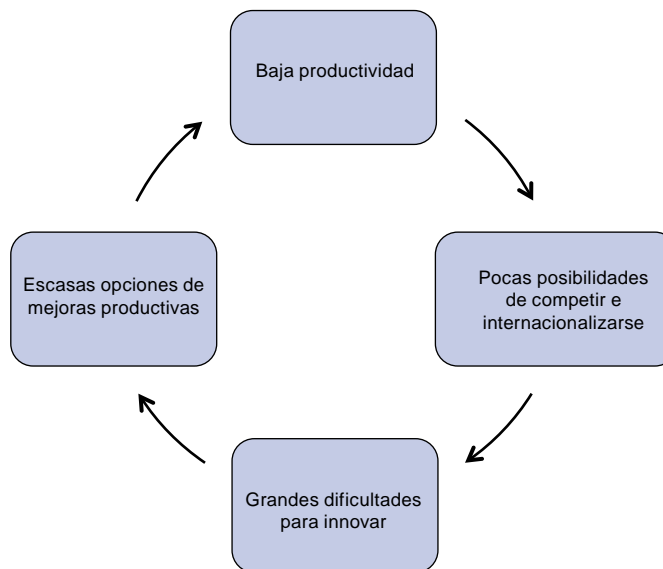 Baja productividad
Pocas posibilidades
de competir e
internacionalizarse
Grandes dificultades
para innovar
Escasas opciones de
mejoras productivas